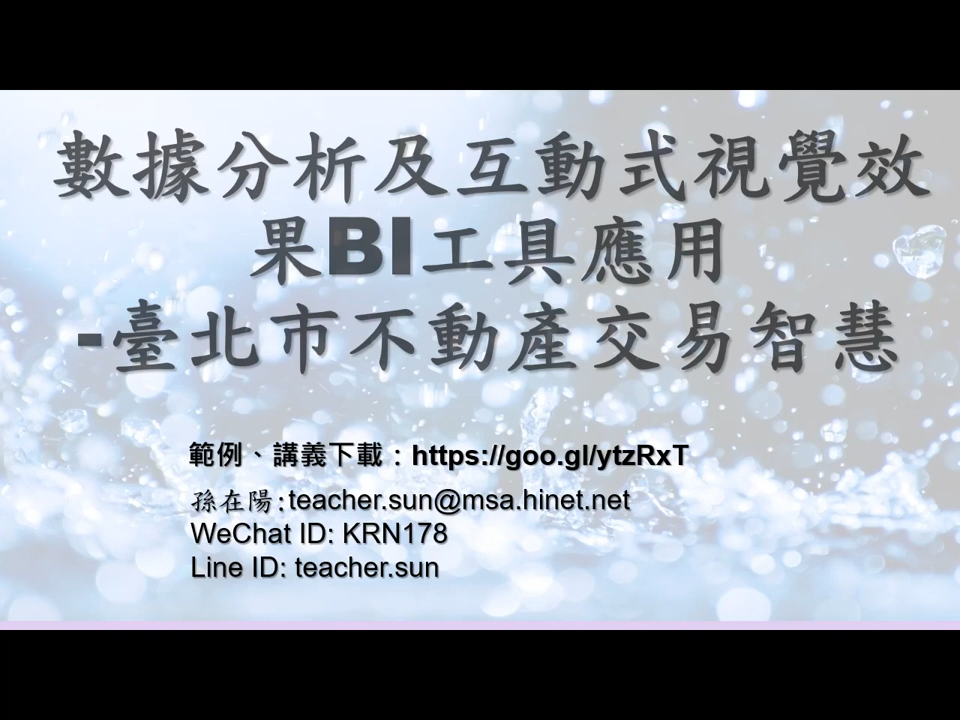 數據分析及互動式視覺效
果BI工具應用
-臺北市不動產交易智慧
範例、講義下載：https://goo.gl/ytzRxT
孫在陽:teacher.sun@msa.hinet.net
WeChat ID: KRN178
Line ID: teacher.sun